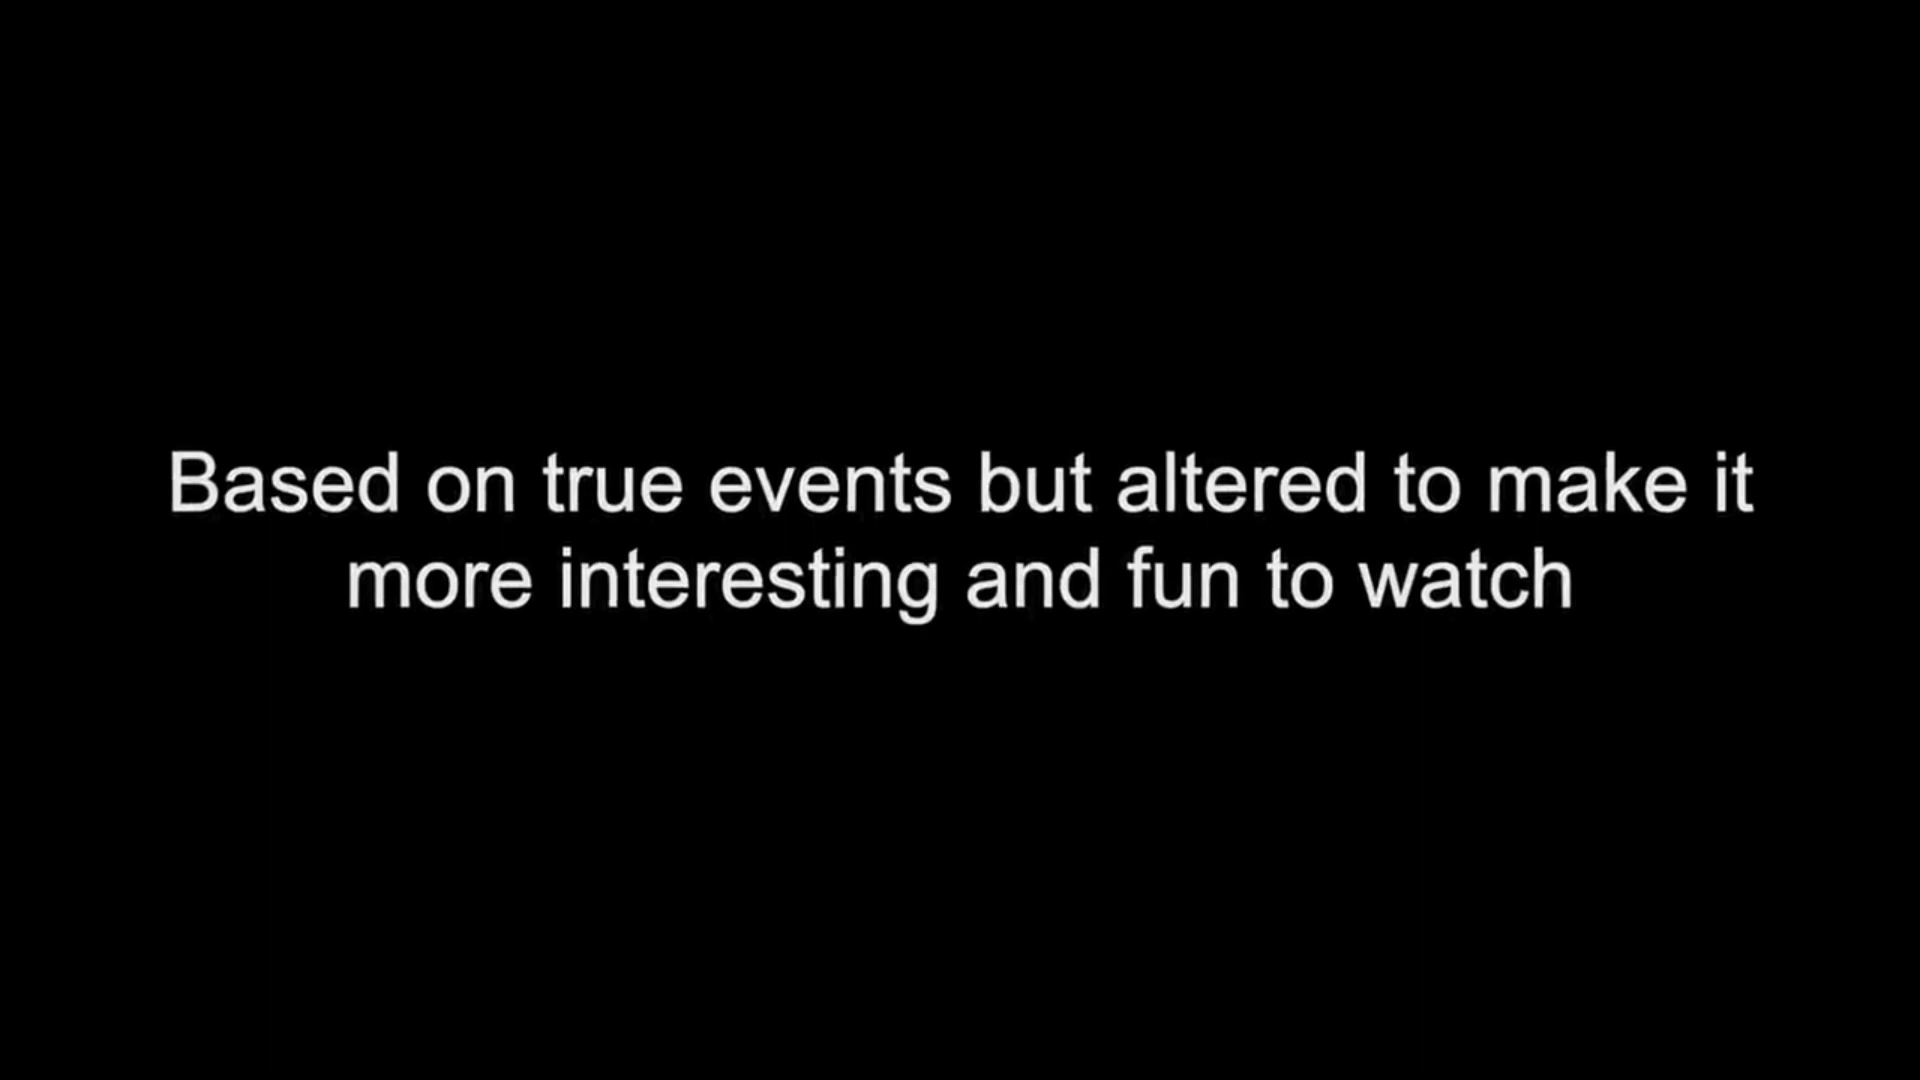 Based on true events but altered to make it
more interesting and fun to watch